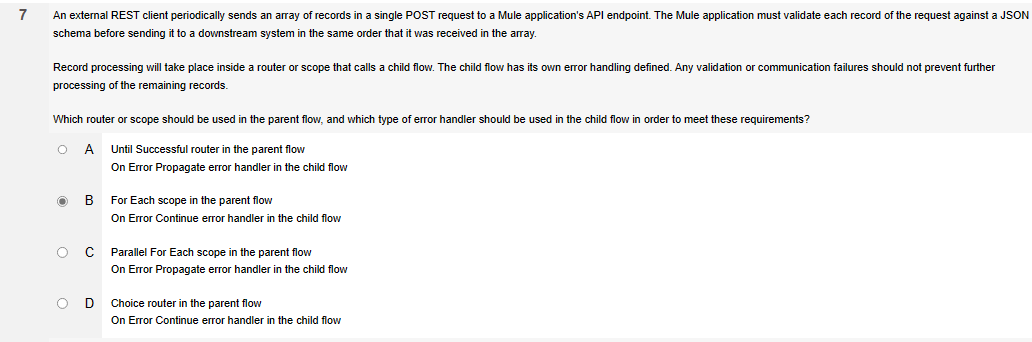 7 An external REST client periodically sends an array of records in a single POST request to a Mule application's API endpoint. The Mule application must validate each record of the request against a JSON
schema before sending it to a downstream system in the same order that it was received in the array.
Record processing will take place inside a router or scope that calls a child flow. The child flow has its own error handling defined. Any validation or communication failures should not prevent further
processing of the remaining records.
Which router or scope should be used in the parent flow, and which type of error handler should be used in the child flow in order to meet these requirements?
A Until Successful router in the parent flow
On Error Propagate error handler in the child flow
B For Each scope in the parent flow
On Error Continue error handler in the child flow
C Parallel For Each scope in the parent flow
On Error Propagate error handler in the child flow
D Choice router in the parent flow
On Error Continue error handler in the child flow